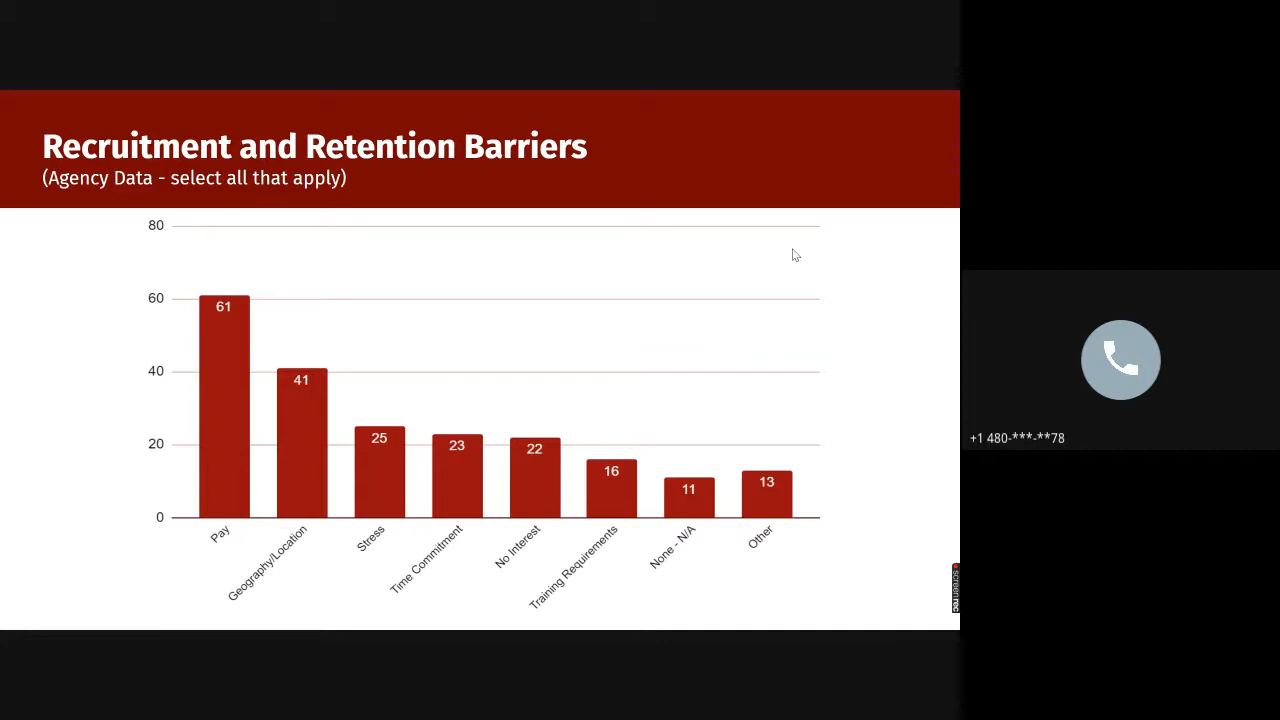 Recruitment and Retention Barriers
(Agency Data - select all that apply)
80
60
40
20
0
61
41
25
23
22
16
11
13
Pay
Geography/Location
Stress
Time Commitment
No Interest
Training Requirements
None - N/A
Other
+1 480-***-**78
screenrec